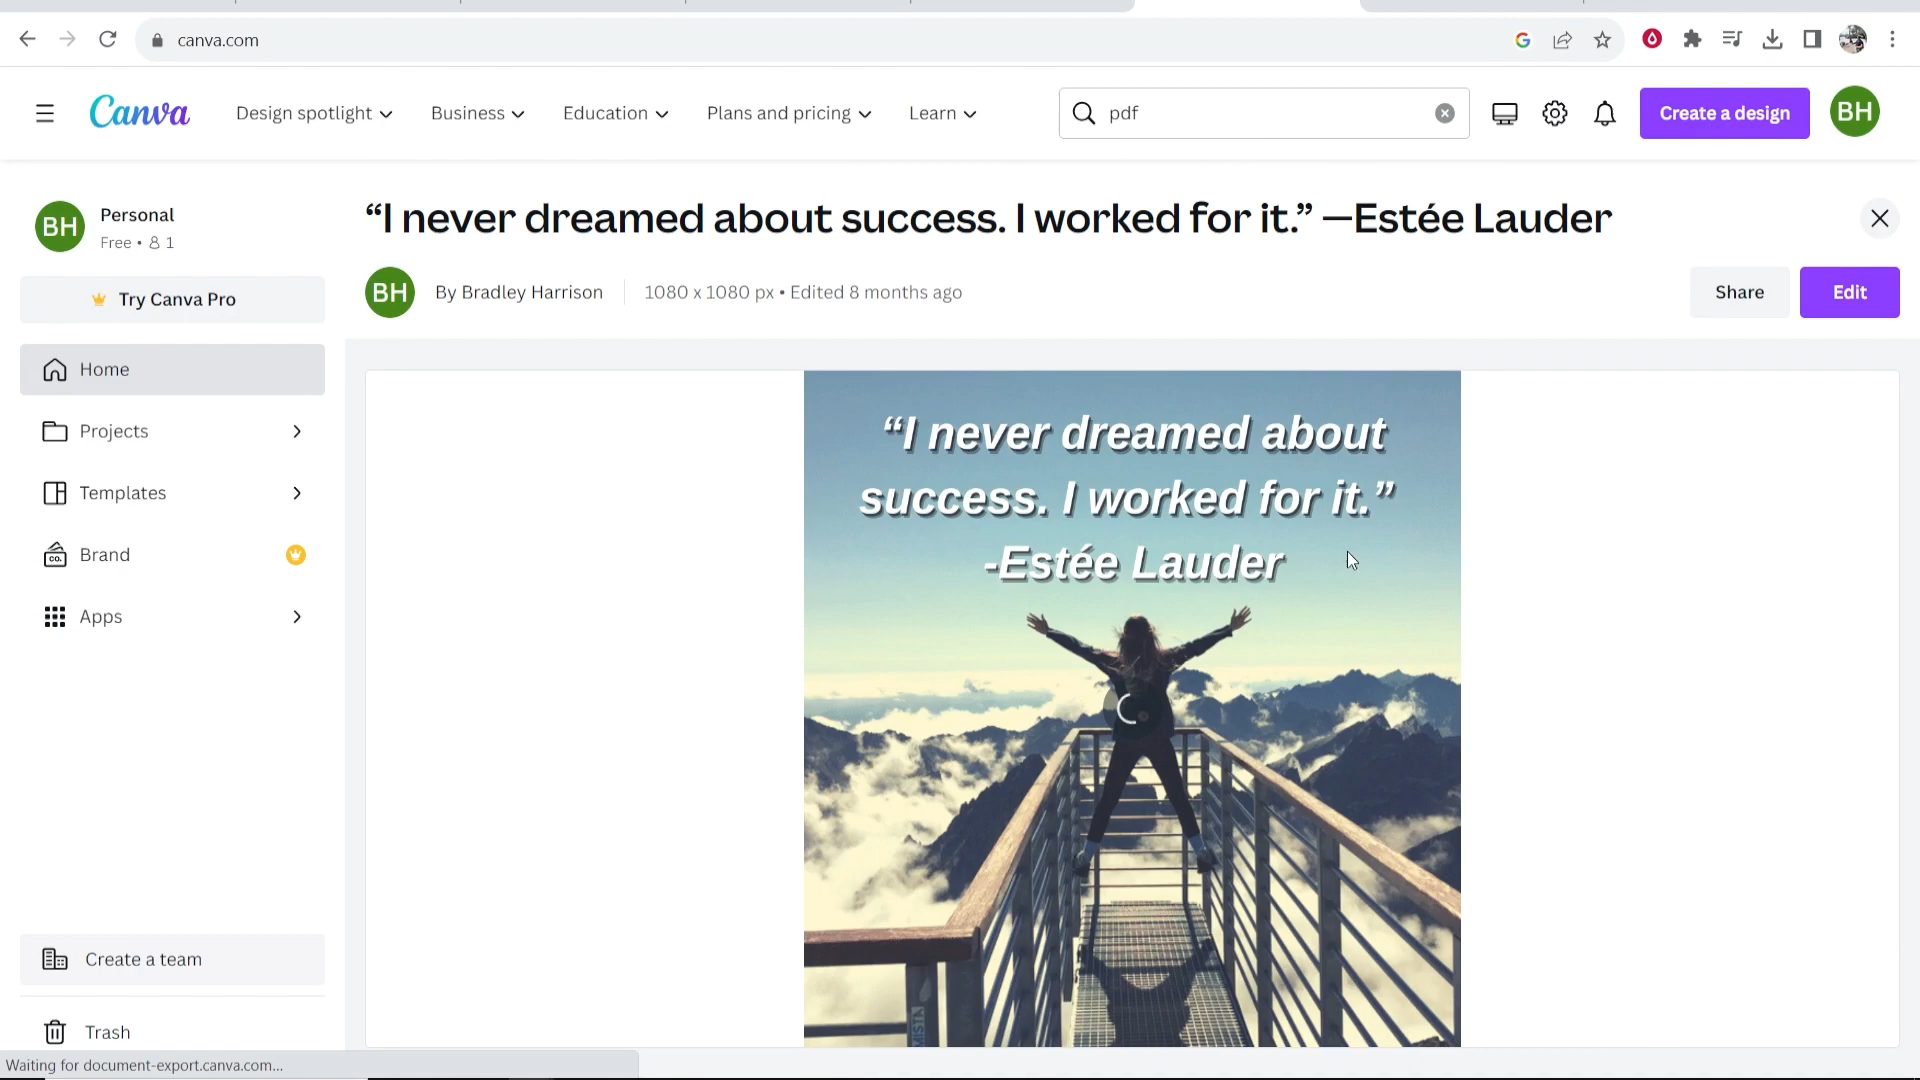 canva.com
Canva
Design spotlight
Business
Education
Plans and pricing
Learn
pdf
Create a design
BH
BH
Personal
Free • 1
Try Canva Pro
Home
Projects
Templates
Brand
CO.
Apps
Create a team
Trash
“I never dreamed about success. I worked for it.” —Estée Lauder
BH
By Bradley Harrison
1080 x 1080 px • Edited 8 months ago
Share
Edit
“I never dreamed about
success. I worked for it.”
-Estée Lauder
Waiting for document-export.canva.com...